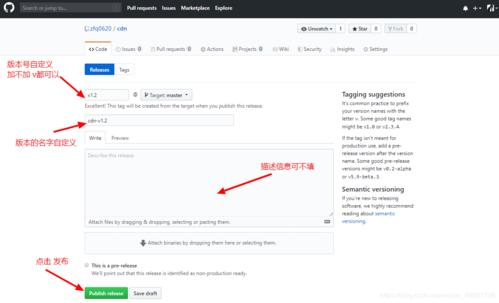 Search or jump to...
Pull requests Issues Marketplace Explore
zfq0620 / cdn
Unwatch 1 Star 0 Fork 0
Code Issues 0 Pull requests 0 Actions Projects 0 Wiki Security Insights Settings
Releases Tags
版本号自定义
加不加 v都可以
v1.2 @ Target: master
Excellent! This tag will be created from the target when you publish this release.
cdn-v1.2
版本的名字自定义
Write Preview
Describe this release
描述信息可不填
Attach files by dragging & dropping, selecting or pasting them.
Attach binaries by dropping them here or selecting them.
This is a pre-release
We'll point out that this release is identified as non-production ready.
点击 发布
Publish release Save draft
Tagging suggestions
It's common practice to prefix
your version names with the
letter v. Some good tag names
might be v1.0 or v2.3.4.
If the tag isn't meant for
production use, add a pre-
release version after the version
name. Some good pre-release
versions might be v0.2-alpha
or v5.9-beta.3.
Semantic versioning
If you're new to releasing
software, we highly recommend
reading about semantic
versioning.